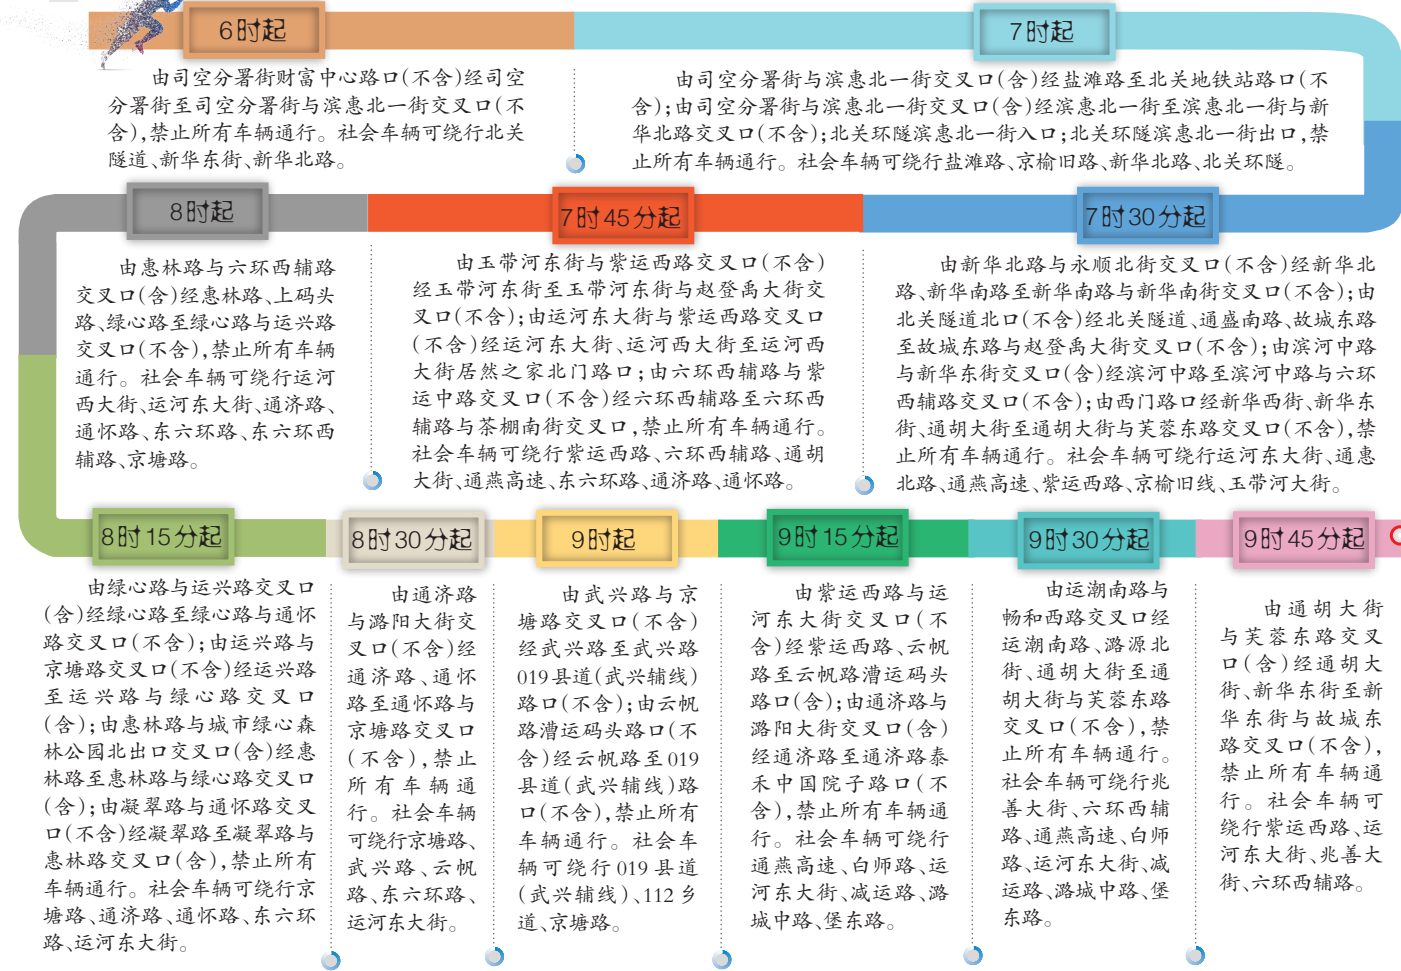 6时起
由司空分署街财富中心路口(不含)经司空
分署街至司空分署街与滨惠北一街交叉口(不
含),禁止所有车辆通行。社会车辆可绕行北关
隧道、新华东街、新华北路。
7时起
由司空分署街与滨惠北一街交叉口(含)经盐滩路至北关地铁站路口(不
含);由司空分署街与滨惠北一街交叉口(含)经滨惠北一街至滨惠北一街与新
华北路交叉口(不含);北关环隧滨惠北一街入口;北关环隧滨惠北一街出口,禁
止所有车辆通行。社会车辆可绕行盐滩路、京榆旧路、新华北路、北关环隧。
7时30分起
由新华北路与永顺北街交叉口(不含)经新华北
路、新华南路至新华南路与新华南街交叉口(不含);由
北关隧道北口(不含)经北关隧道、通盛南路、故城东路
至故城东路与赵登禹大街交叉口(不含);由滨河中路
与新华东街交叉口(含)经滨河中路至滨河中路与六环
西辅路交叉口(不含);由西门路口经新华西街、新华东
街、通胡大街至通胡大街与芙蓉东路交叉口(不含),禁
止所有车辆通行。社会车辆可绕行运河东大街、通惠
北路、通燕高速、紫运西路、京榆旧线、玉带河大街。
7时45分起
由玉带河东街与紫运西路交叉口(不含)
经玉带河东街至玉带河东街与赵登禹大街交
叉口(不含);由运河东大街与紫运西路交叉口
(不含)经运河东大街、运河西大街至运河西
大街居然之家北门路口;由六环西辅路与紫
运中路交叉口(不含)经六环西辅路至六环西
辅路与茶棚南街交叉口,禁止所有车辆通行。
社会车辆可绕行紫运西路、六环西辅路、通胡
大街、通燕高速、东六环路、通济路、通怀路。
8时起
由惠林路与六环西辅路
交叉口(含)经惠林路、上码头
路、绿心路至绿心路与运兴路
交叉口(不含),禁止所有车辆
通行。社会车辆可绕行运河
西大街、运河东大街、通济路、
通怀路、东六环路、东六环西
辅路、京塘路。
8时15分起
由绿心路与运兴路交叉口
(含)经绿心路至绿心路与通怀
路交叉口(不含);由运兴路与
京塘路交叉口(不含)经运兴路
至运兴路与绿心路交叉口
(含);由惠林路与城市绿心森
林公园北出口交叉口(含)经惠
林路至惠林路与绿心路交叉口
(含);由凝翠路与通怀路交叉
口(不含)经凝翠路至凝翠路与
惠林路交叉口(含),禁止所有
车辆通行。社会车辆可绕行京
塘路、通济路、通怀路、东六环
路、运河东大街。
8时30分起
由通济路
与潞阳大街交
叉口(不含)经
通济路、通怀
路至通怀路与
京塘路交叉口
(不含),禁止
所有车辆通
行。社会车辆
可绕行京塘路、
武兴路、云帆
路、东六环路、
运河东大街。
9时起
由武兴路与京
塘路交叉口(不含)
经武兴路至武兴路
019县道(武兴辅线)
路口(不含);由云帆
路漕运码头路口(不
含)经云帆路至019
县道(武兴辅线)路
口(不含),禁止所有
车辆通行。社会车
辆可绕行019县道
(武兴辅线)、112乡
道、京塘路。
9时15分起
由紫运西路与运
河东大街交叉口(不
含)经紫运西路、云帆
路至云帆路漕运码头
路口(含);由通济路与
潞阳大街交叉口(含)
经通济路至通济路泰
禾中国院子路口(不
含),禁止所有车辆通
行。社会车辆可绕行
通燕高速、白师路、运
河东大街、减运路、潞
城中路、堡东路。
9时30分起
由运潮南路与
畅和西路交叉口经
运潮南路、潞源北
街、通胡大街至通
胡大街与芙蓉东路
交叉口(不含),禁
止所有车辆通行。
社会车辆可绕行兆
善大街、六环西辅
路、通燕高速、白师
路、运河东大街、减
运路、潞城中路、堡
东路。
9时45分起
由通胡大街
与芙蓉东路交叉
口(含)经通胡大
街、新华东街至新
华东街与故城东
路交叉口(不含),
禁止所有车辆通
行。社会车辆可
绕行紫运西路、运
河东大街、兆善大
街、六环西辅路。